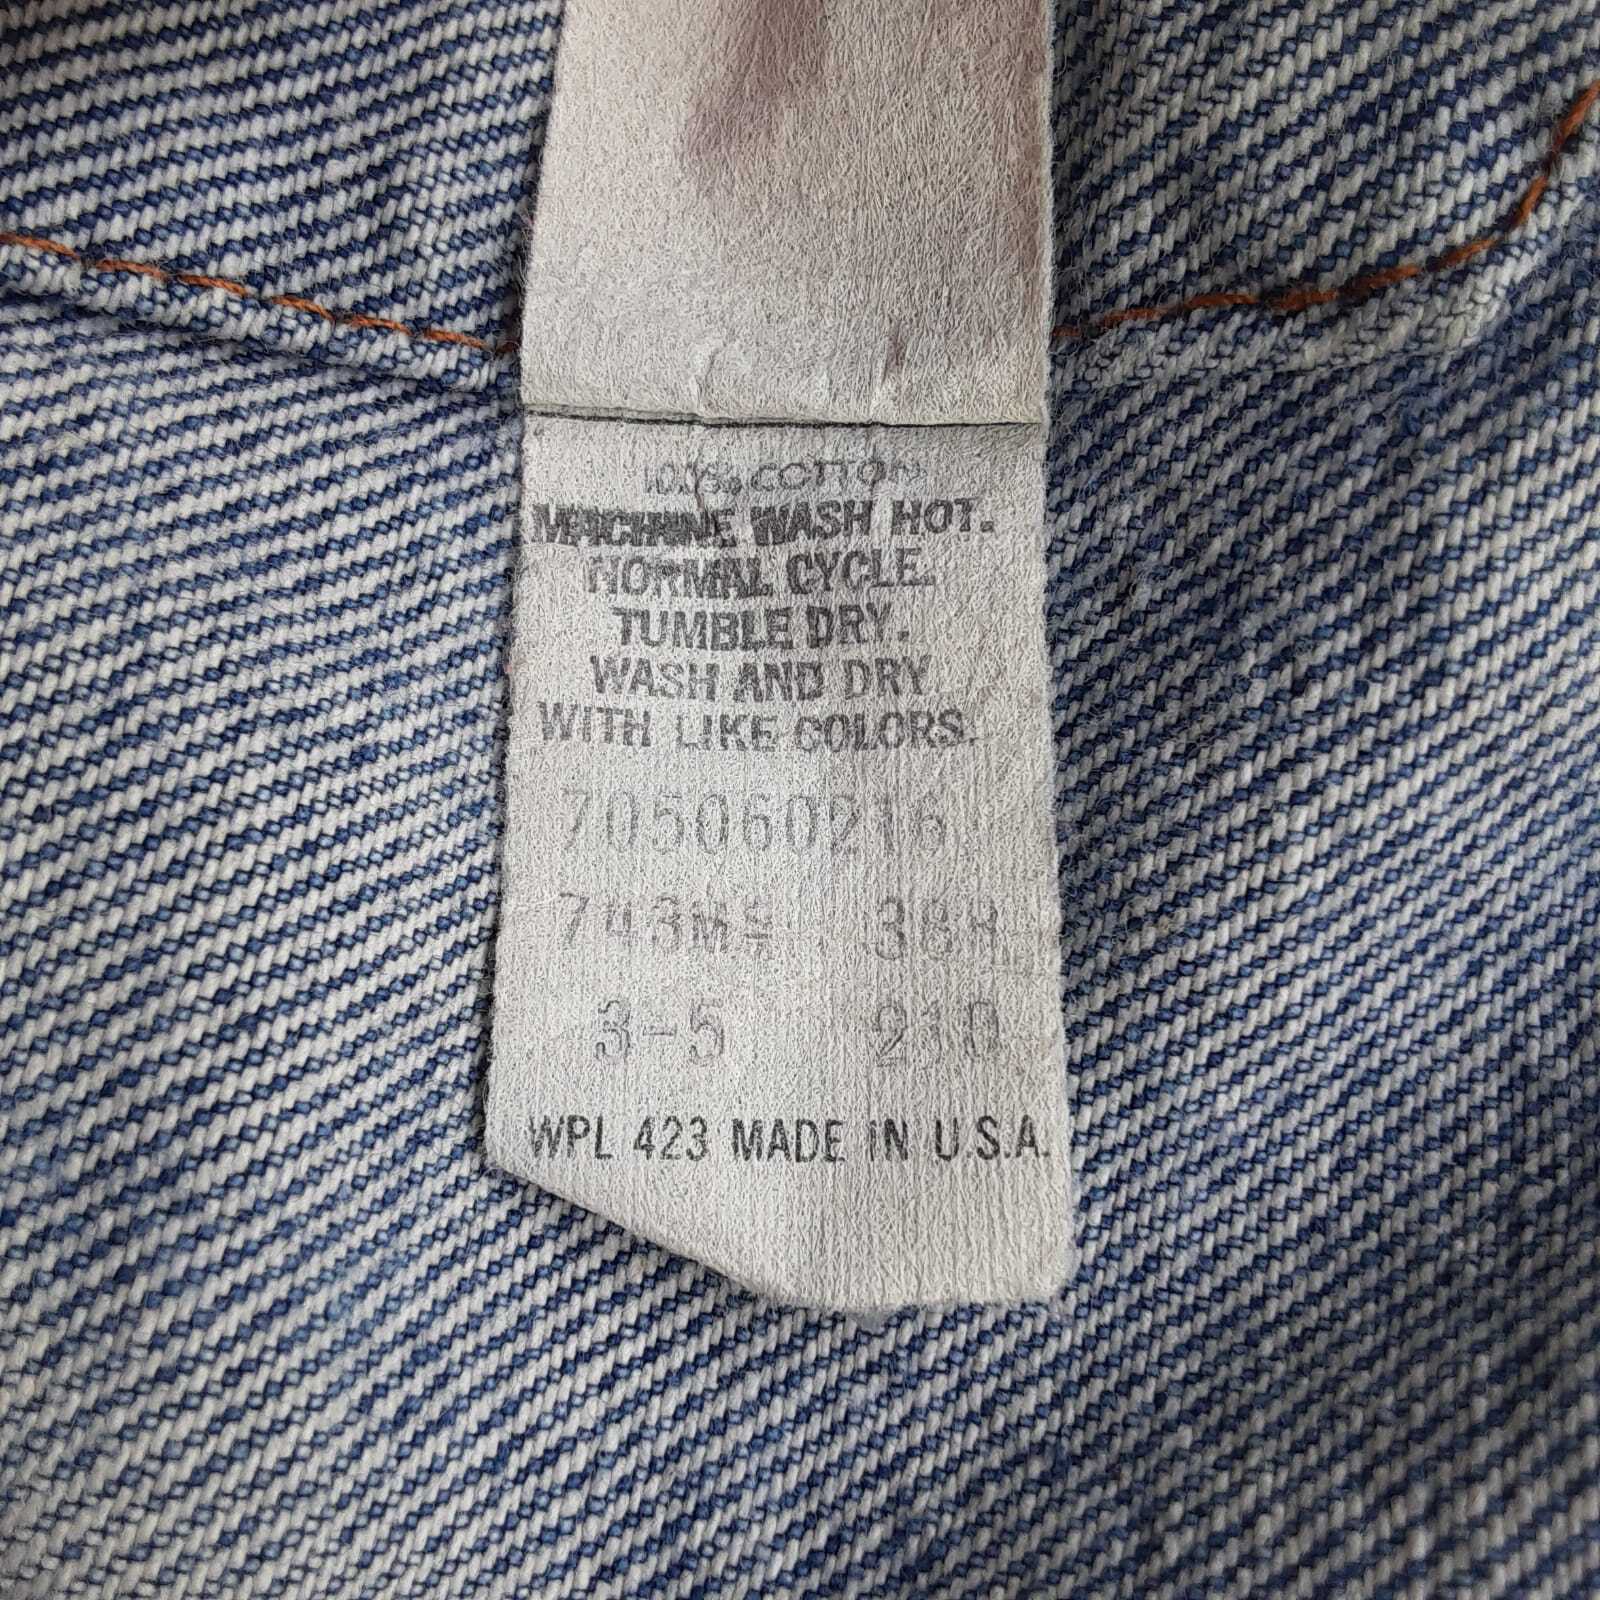 100% COTTON
MACHINE WASH HOT.
NORMAL CYCLE.
TUMBLE DRY.
WASH AND DRY
WITH LIKE COLORS.
705060216
3-5 210
WPL 423 MADE IN U.S.A.